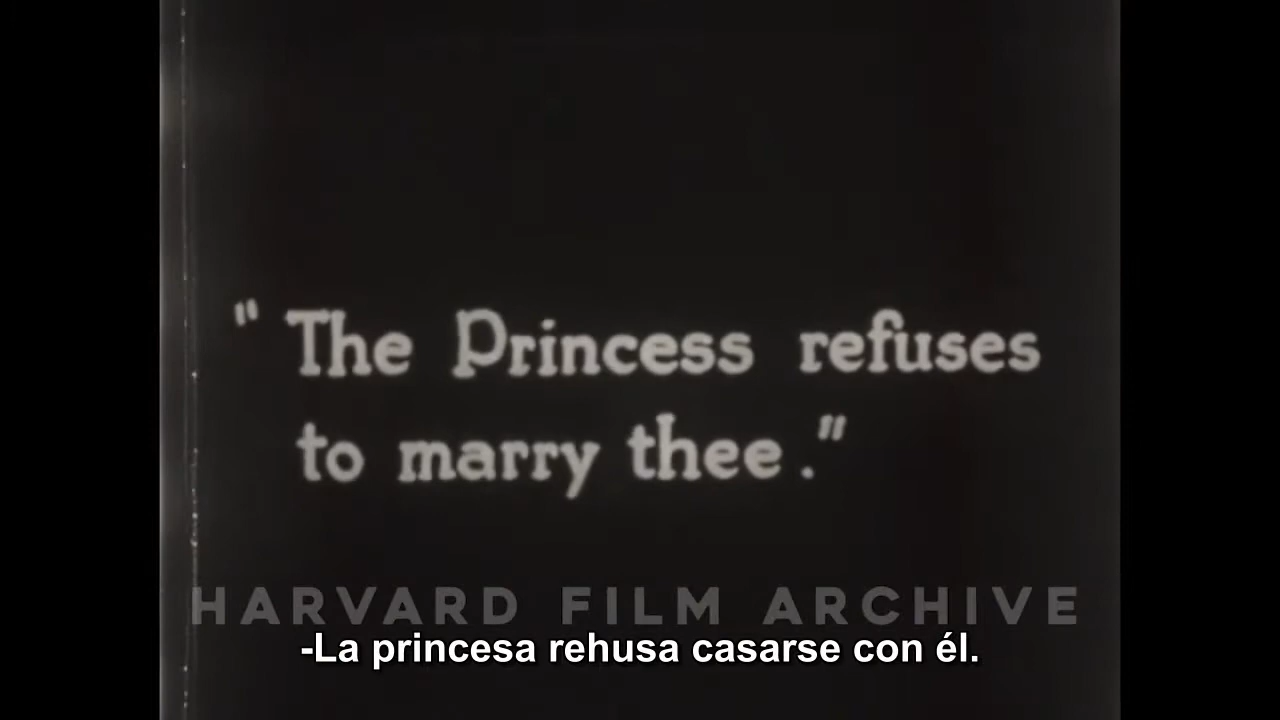 " The Princess refuses
to marry thee ."
HARVARD FILM ARCHIVE
-La princesa rehusa casarse con él.